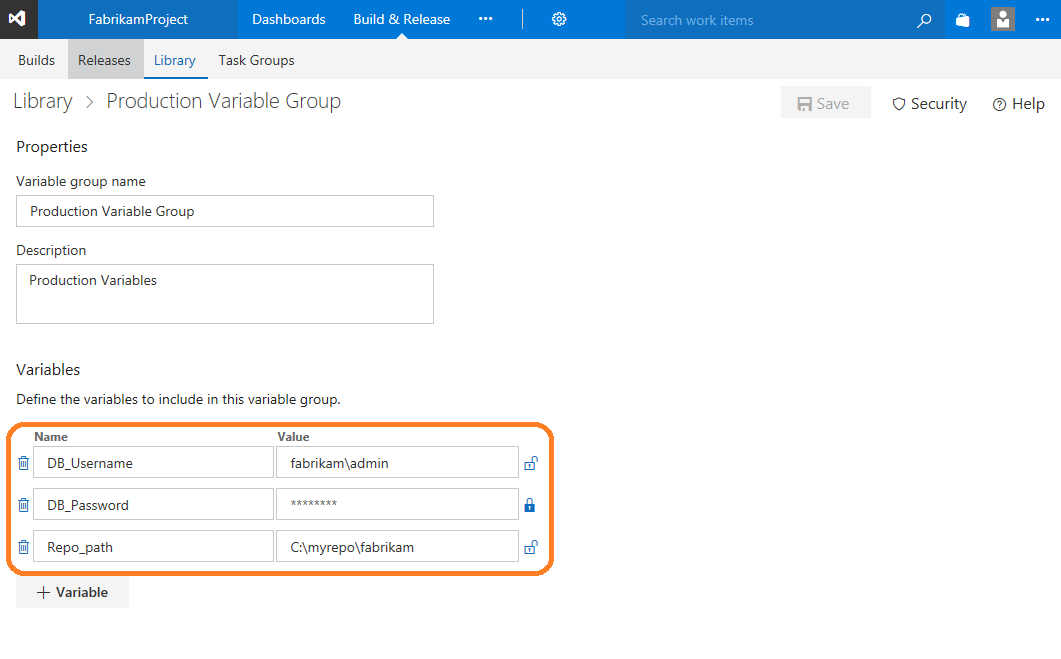 FabrikamProject Dashboards Build & Release ... Search work items ...
Builds Releases Library Task Groups
Library > Production Variable Group Save Security Help
Properties
Variable group name
Production Variable Group
Description
Production Variables
Variables
Define the variables to include in this variable group.
Name Value
DB_Username fabrikam\admin
DB_Password ********
Repo_path C:\myrepo\fabrikam
+ Variable